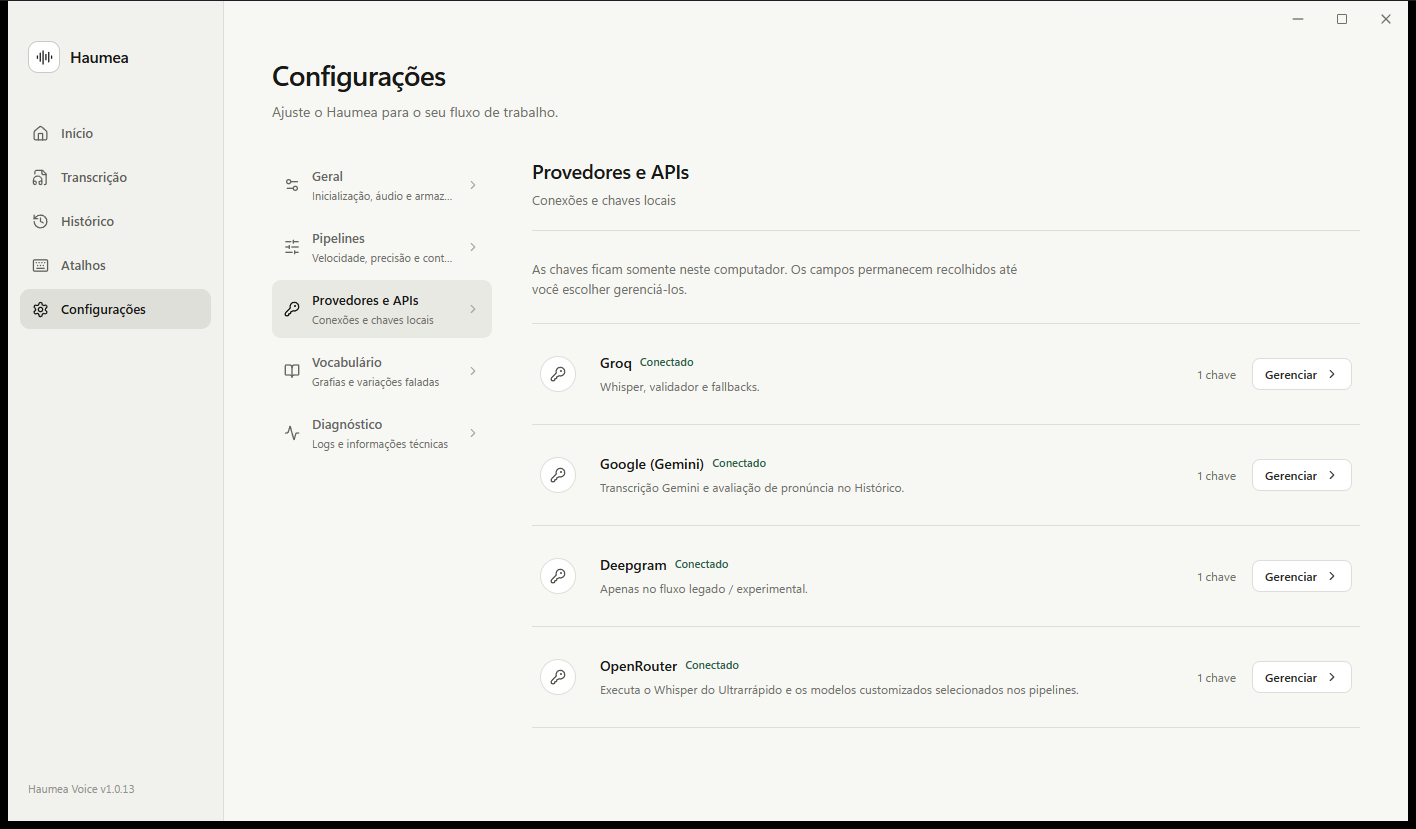 Haumea
Início
Transcrição
Histórico
Atalhos
Configurações
Haumea Voice v1.0.13
Configurações
Ajuste o Haumea para o seu fluxo de trabalho.
Geral
Inicialização, áudio e armaz...
Pipelines
Velocidade, precisão e cont...
Provedores e APIs
Conexões e chaves locais
Vocabulário
Grafias e variações faladas
Diagnóstico
Logs e informações técnicas
Provedores e APIs
Conexões e chaves locais
As chaves ficam somente neste computador. Os campos permanecem recolhidos até
você escolher gerenciá-los.
Groq Conectado
Whisper, validador e fallbacks.
1 chave Gerenciar
Google (Gemini) Conectado
Transcrição Gemini e avaliação de pronúncia no Histórico.
1 chave Gerenciar
Deepgram Conectado
Apenas no fluxo legado / experimental.
1 chave Gerenciar
OpenRouter Conectado
Executa o Whisper do Ultrarrápido e os modelos customizados selecionados nos pipelines.
1 chave Gerenciar